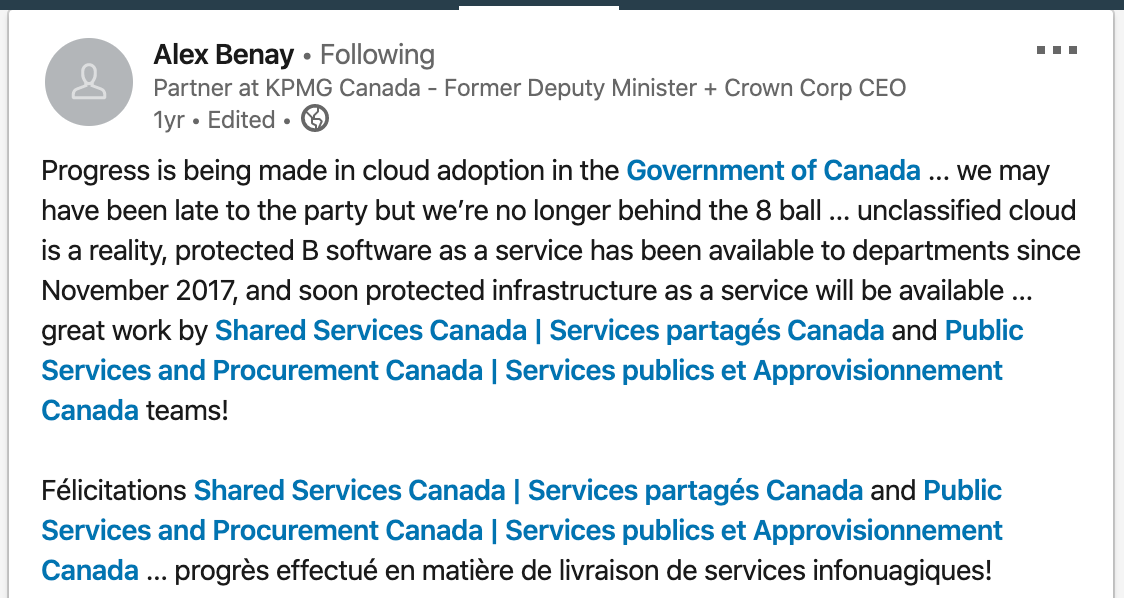 Alex Benay • Following
Partner at KPMG Canada - Former Deputy Minister + Crown Corp CEO
1yr • Edited •
Progress is being made in cloud adoption in the Government of Canada ... we may
have been late to the party but we’re no longer behind the 8 ball ... unclassified cloud
is a reality, protected B software as a service has been available to departments since
November 2017, and soon protected infrastructure as a service will be available ...
great work by Shared Services Canada | Services partagés Canada and Public
Services and Procurement Canada | Services publics et Approvisionnement
Canada teams!
Félicitations Shared Services Canada | Services partagés Canada and Public
Services and Procurement Canada | Services publics et Approvisionnement
Canada ... progrès effectué en matière de livraison de services infonuagiques!